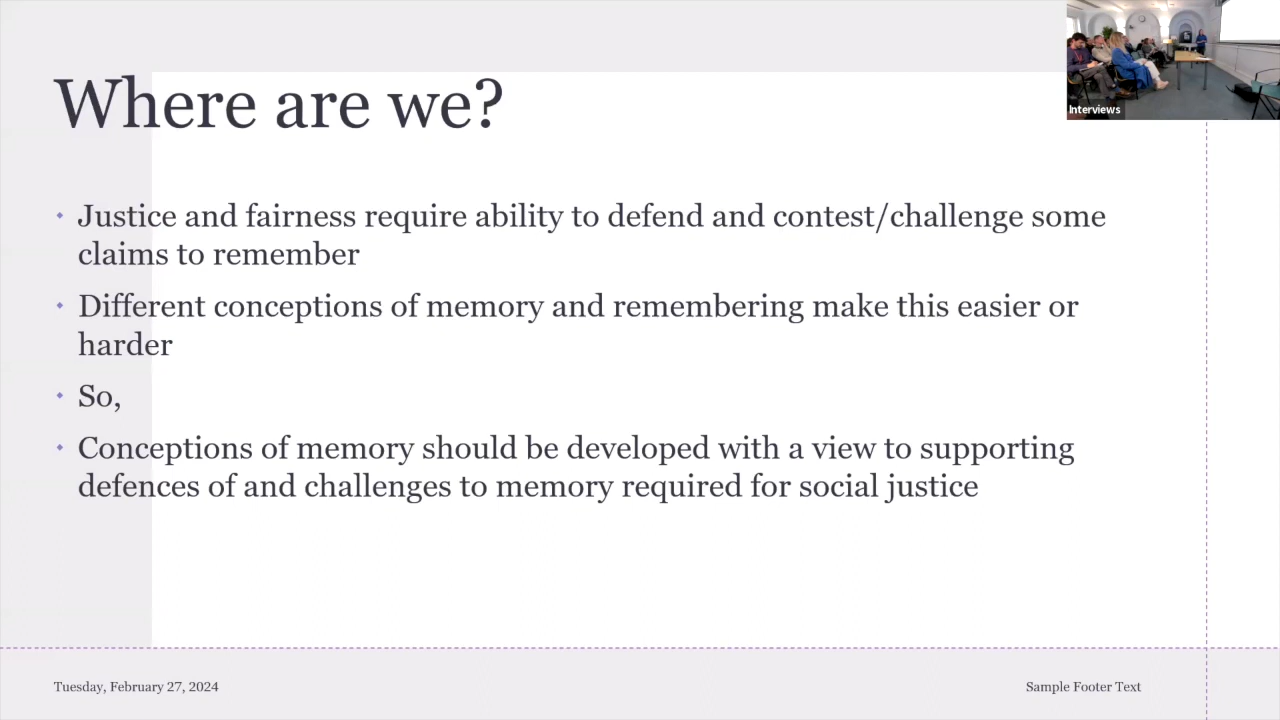 Where are we?
Interviews
Justice and fairness require ability to defend and contest/challenge some
claims to remember
Different conceptions of memory and remembering make this easier or
harder
So,
Conceptions of memory should be developed with a view to supporting
defences of and challenges to memory required for social justice
Tuesday, February 27, 2024
Sample Footer Text